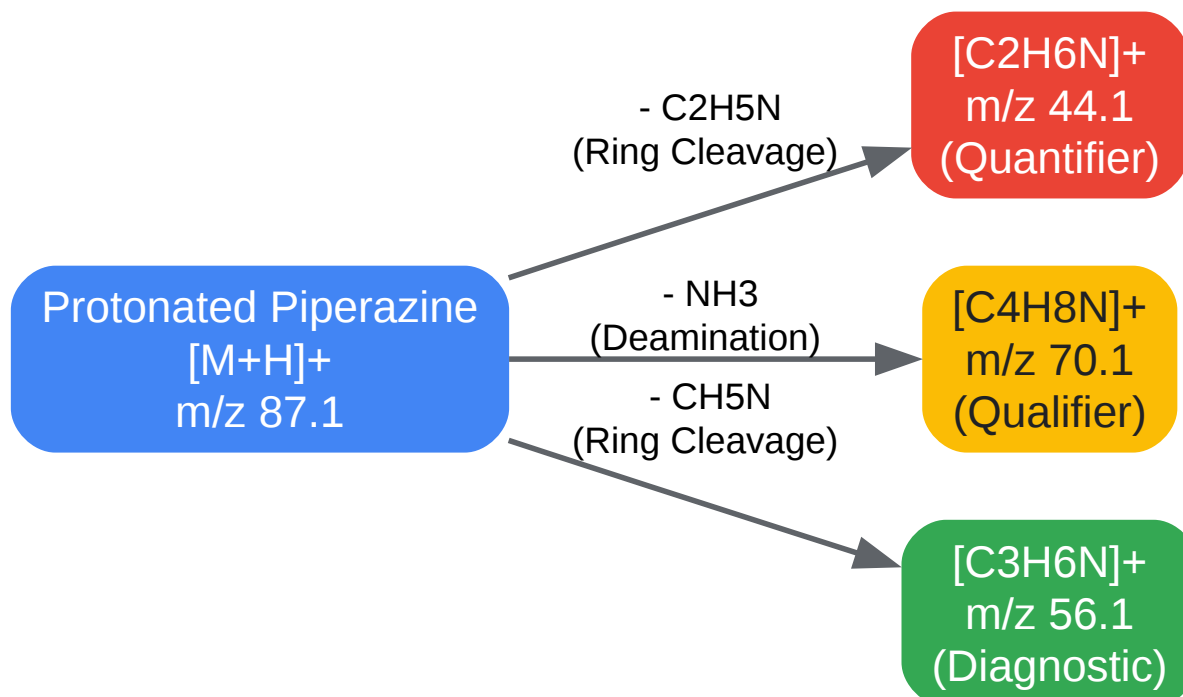 Protonated Piperazine
[M+H]+
m/z 87.1
- C2H5N
(Ring Cleavage)
[C2H6N]+
m/z 44.1
(Quantifier)
- NH3
(Deamination)
[C4H8N]+
m/z 70.1
(Qualifier)
- CH5N
(Ring Cleavage)
[C3H6N]+
m/z 56.1
(Diagnostic)